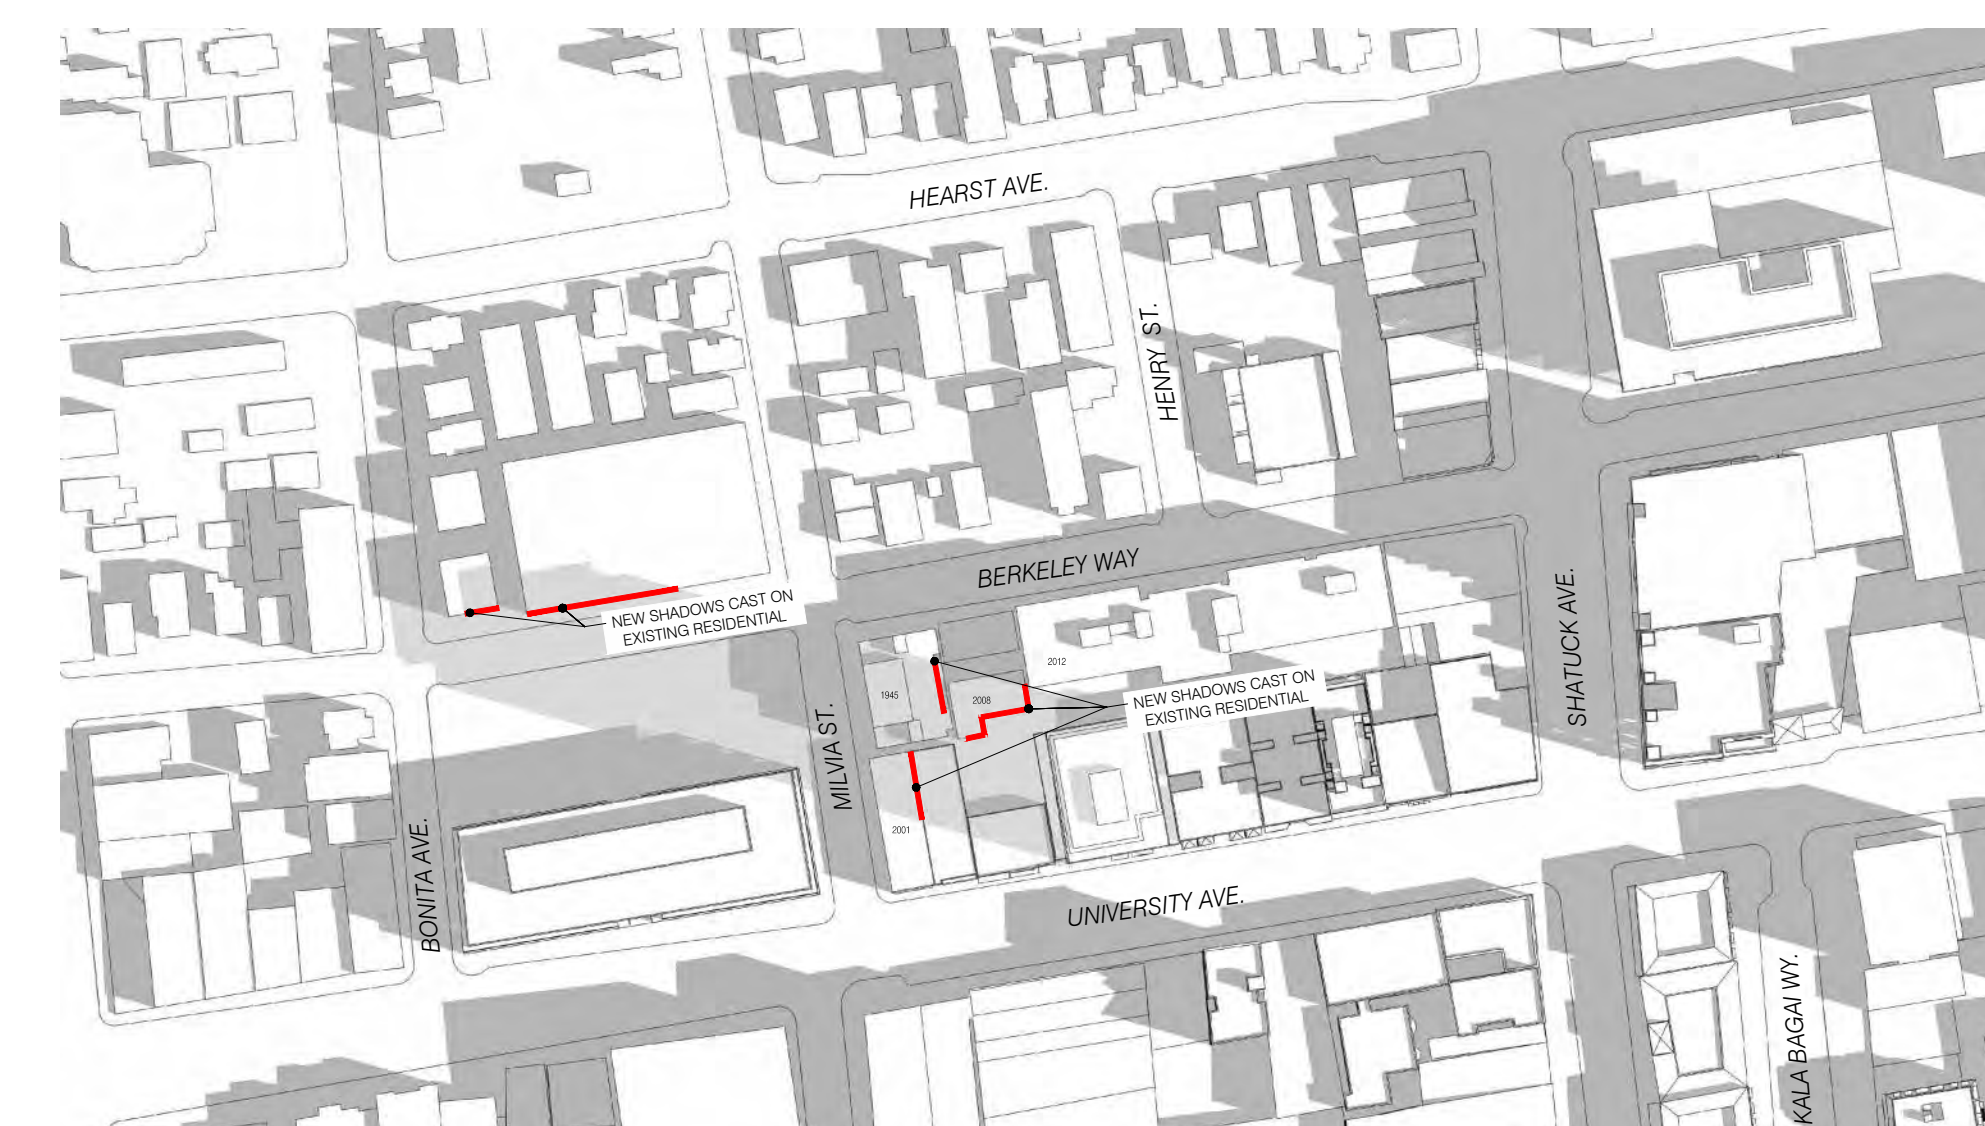 HEARST AVE.
HENRY ST.
BERKELEY WAY
SHATUCK AVE.
NEW SHADOWS CAST ON
EXISTING RESIDENTIAL
2012
1945
2008
NEW SHADOWS CAST ON
EXISTING RESIDENTIAL
MILVIA ST.
2001
BONITA AVE.
UNIVERSITY AVE.
KALA BAGAI WY.